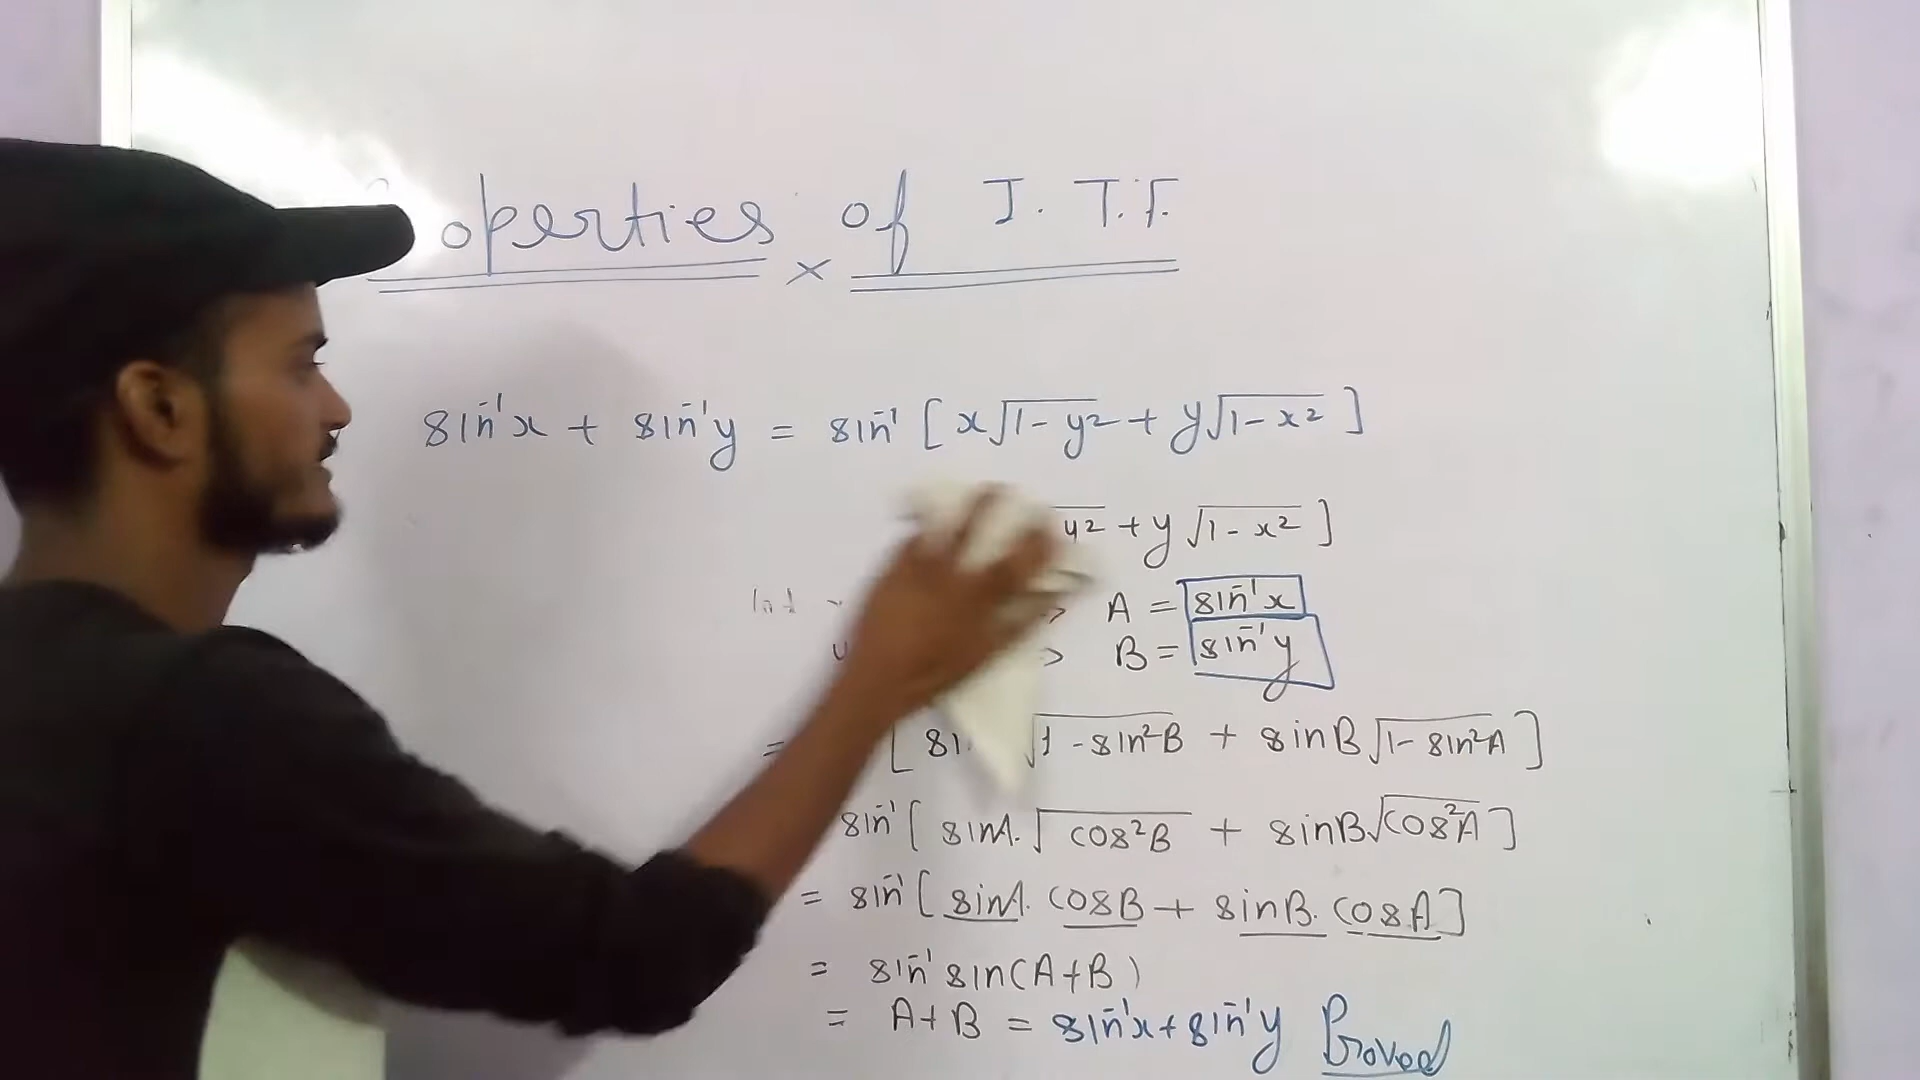 operties of I.T.F.
sin⁻¹x + sin⁻¹y = sin⁻¹ [x√1-y² + y√1-x²]
y² + y√1-x²]
⇒ A = sin⁻¹x
⇒ B = sin⁻¹y
= [ √1-sin²B + sinB√1-sin²A]
sin⁻¹[sinA.√cos²B + sinB√cos²A]
= sin⁻¹[sinA. cosB + sinB. cosA]
= sin⁻¹ sin(A+B)
= A+B = sin⁻¹x + sin⁻¹y Proved